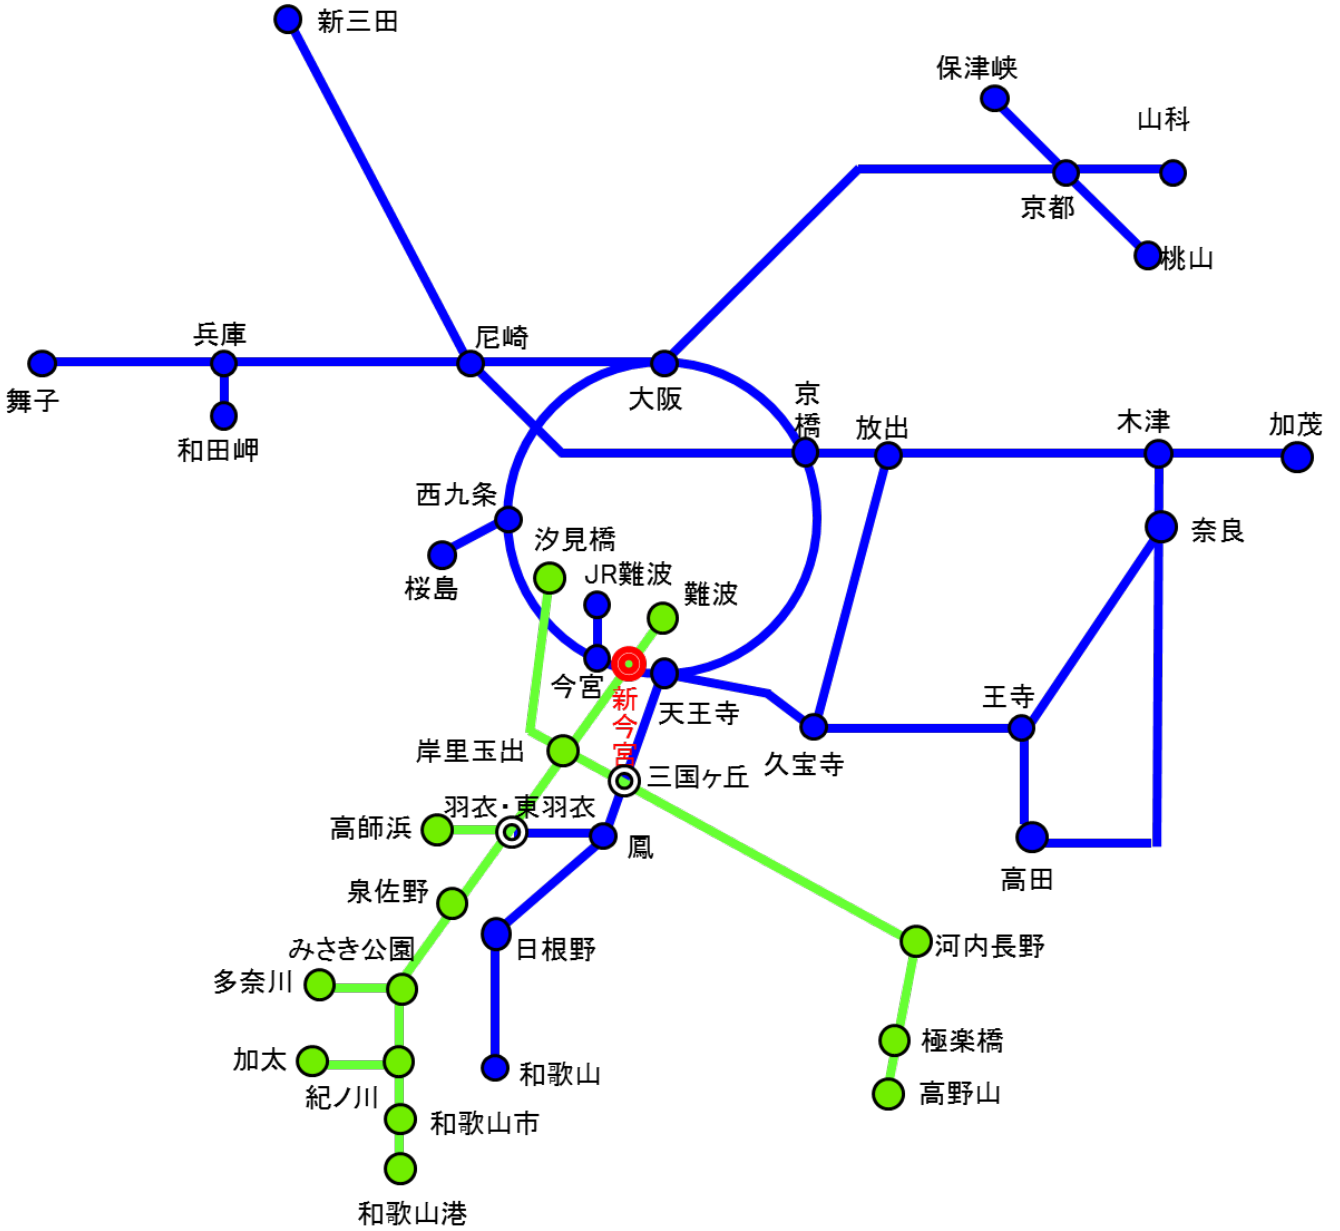 新三田
保津峡
山科
京都
桃山
兵庫
尼崎
舞子
大阪
京橋
放出
木津
加茂
和田岬
西九条
汐見橋
奈良
桜島
JR難波
難波
今宮
新今宮
天王寺
王寺
岸里玉出
三国ヶ丘
久宝寺
羽衣・東羽衣
高師浜
鳳
高田
泉佐野
みさき公園
日根野
河内長野
多奈川
極楽橋
加太
紀ノ川
和歌山
高野山
和歌山市
和歌山港